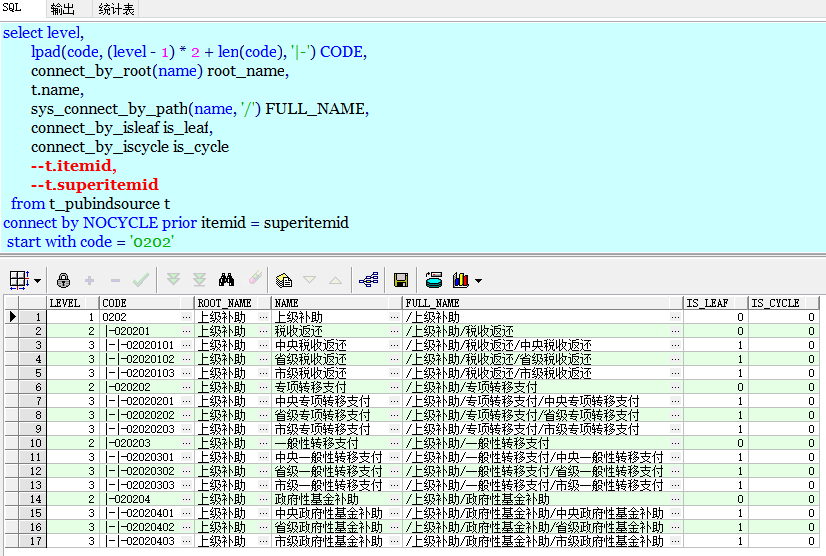 SQL 输出 统计表
select level,
lpad(code, (level - 1) * 2 + len(code), '|-') CODE,
connect_by_root(name) root_name,
t.name,
sys_connect_by_path(name, '/') FULL_NAME,
connect_by_isleaf is_leaf,
connect_by_iscycle is_cycle
--t.itemid,
--t.superitemid
from t_pubindsource t
connect by NOCYCLE prior itemid = superitemid
start with code = '0202'
LEVEL CODE ROOT_NAME NAME FULL_NAME IS_LEAF IS_CYCLE
1 1 0202 ··· 上级补助 ··· 上级补助 ··· /上级补助 ··· 0 0
2 2 |-020201 ··· 上级补助 ··· 税收返还 ··· /上级补助/税收返还 ··· 0 0
3 3 |-|-02020101 ··· 上级补助 ··· 中央税收返还 ··· /上级补助/税收返还/中央税收返还 ··· 1 0
4 3 |-|-02020102 ··· 上级补助 ··· 省级税收返还 ··· /上级补助/税收返还/省级税收返还 ··· 1 0
5 3 |-|-02020103 ··· 上级补助 ··· 市级税收返还 ··· /上级补助/税收返还/市级税收返还 ··· 1 0
6 2 |-020202 ··· 上级补助 ··· 专项转移支付 ··· /上级补助/专项转移支付 ··· 0 0
7 3 |-|-02020201 ··· 上级补助 ··· 中央专项转移支付 ··· /上级补助/专项转移支付/中央专项转移支付 ··· 1 0
8 3 |-|-02020202 ··· 上级补助 ··· 省级专项转移支付 ··· /上级补助/专项转移支付/省级专项转移支付 ··· 1 0
9 3 |-|-02020203 ··· 上级补助 ··· 市级专项转移支付 ··· /上级补助/专项转移支付/市级专项转移支付 ··· 1 0
10 2 |-020203 ··· 上级补助 ··· 一般性转移支付 ··· /上级补助/一般性转移支付 ··· 0 0
11 3 |-|-02020301 ··· 上级补助 ··· 中央一般性转移支付 ··· /上级补助/一般性转移支付/中央一般性转移支付 ··· 1 0
12 3 |-|-02020302 ··· 上级补助 ··· 省级一般性转移支付 ··· /上级补助/一般性转移支付/省级一般性转移支付 ··· 1 0
13 3 |-|-02020303 ··· 上级补助 ··· 市级一般性转移支付 ··· /上级补助/一般性转移支付/市级一般性转移支付 ··· 1 0
14 2 |-020204 ··· 上级补助 ··· 政府性基金补助 ··· /上级补助/政府性基金补助 ··· 0 0
15 3 |-|-02020401 ··· 上级补助 ··· 中央政府性基金补助 ··· /上级补助/政府性基金补助/中央政府性基金补助 ··· 1 0
16 3 |-|-02020402 ··· 上级补助 ··· 省级政府性基金补助 ··· /上级补助/政府性基金补助/省级政府性基金补助 ··· 1 0
17 3 |-|-02020403 ··· 上级补助 ··· 市级政府性基金补助 ··· /上级补助/政府性基金补助/市级政府性基金补助 ··· 1 0